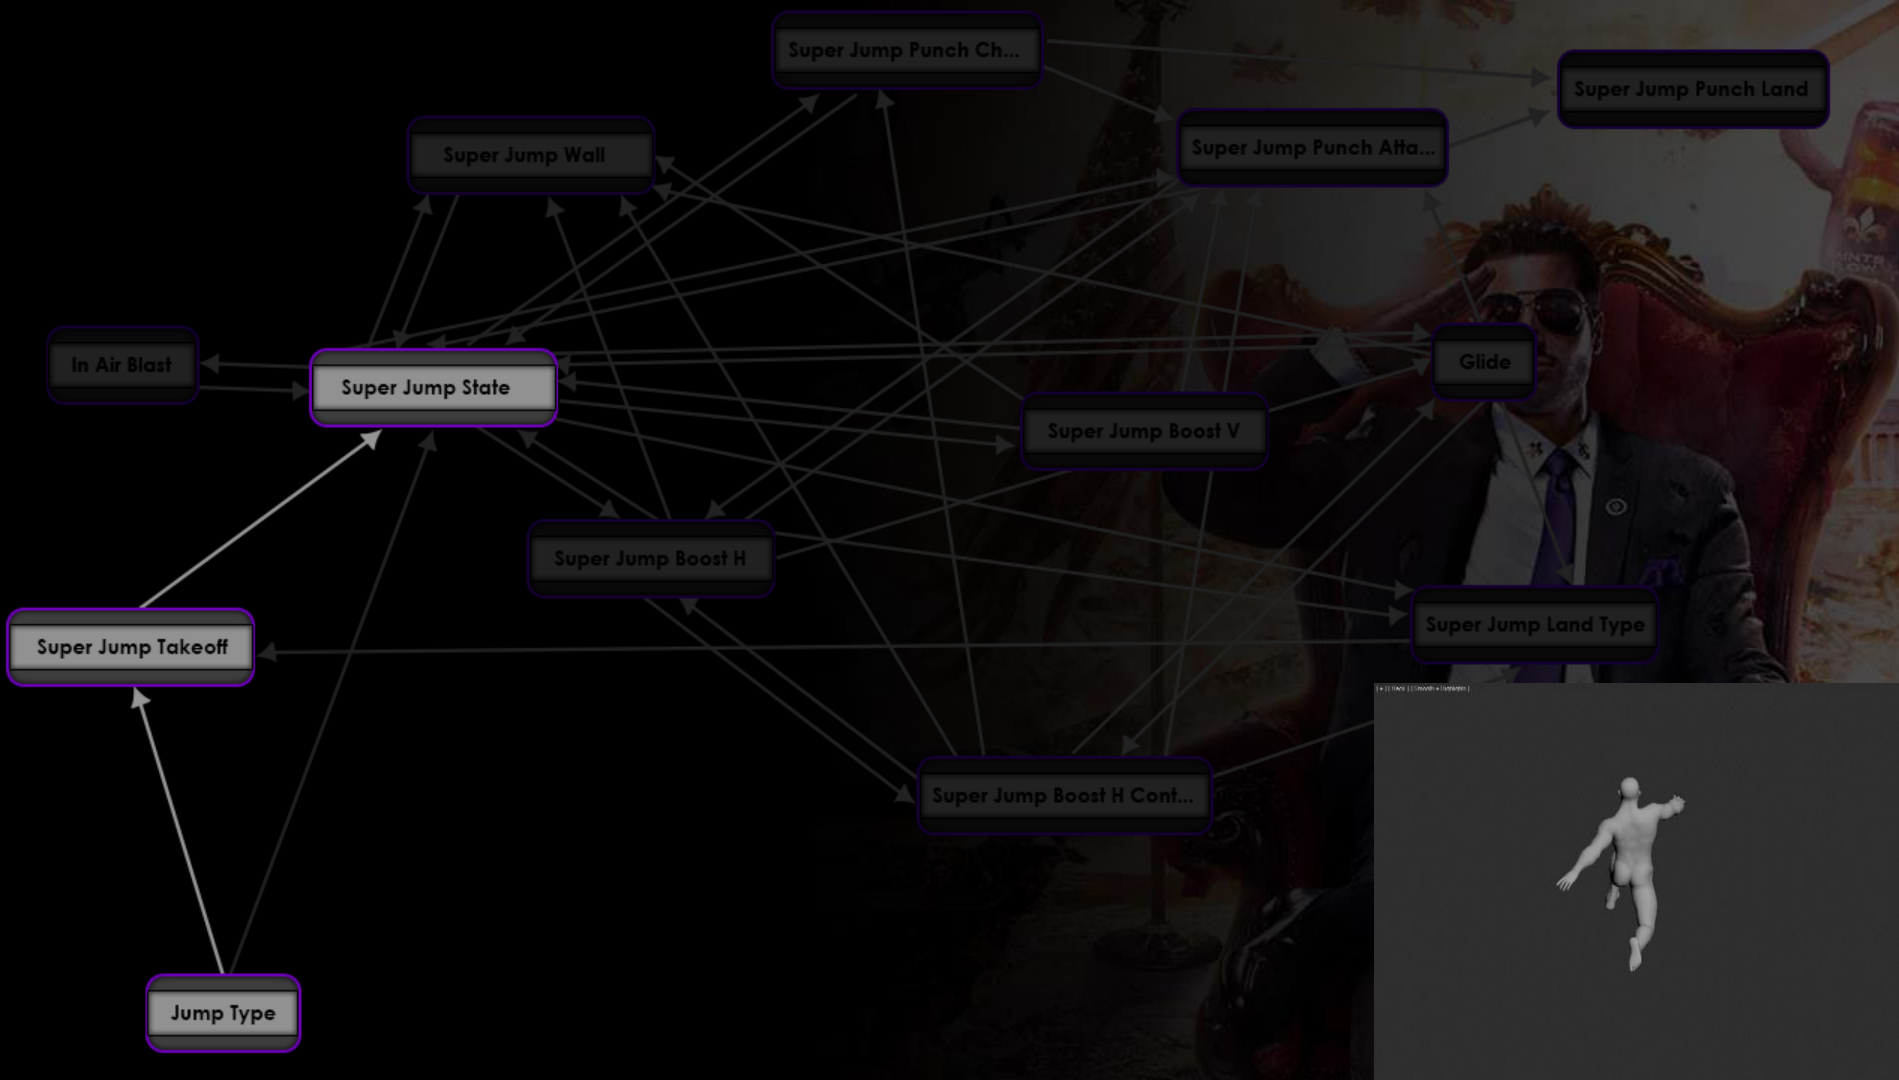 Super Jump Punch Ch...
Super Jump Punch Land
Super Jump Wall
Super Jump Punch Atta...
In Air Blast
Super Jump State
Glide
Super Jump Boost V
Super Jump Boost H
Super Jump Takeoff
Super Jump Land Type
Super Jump Boost H Cont...
Jump Type